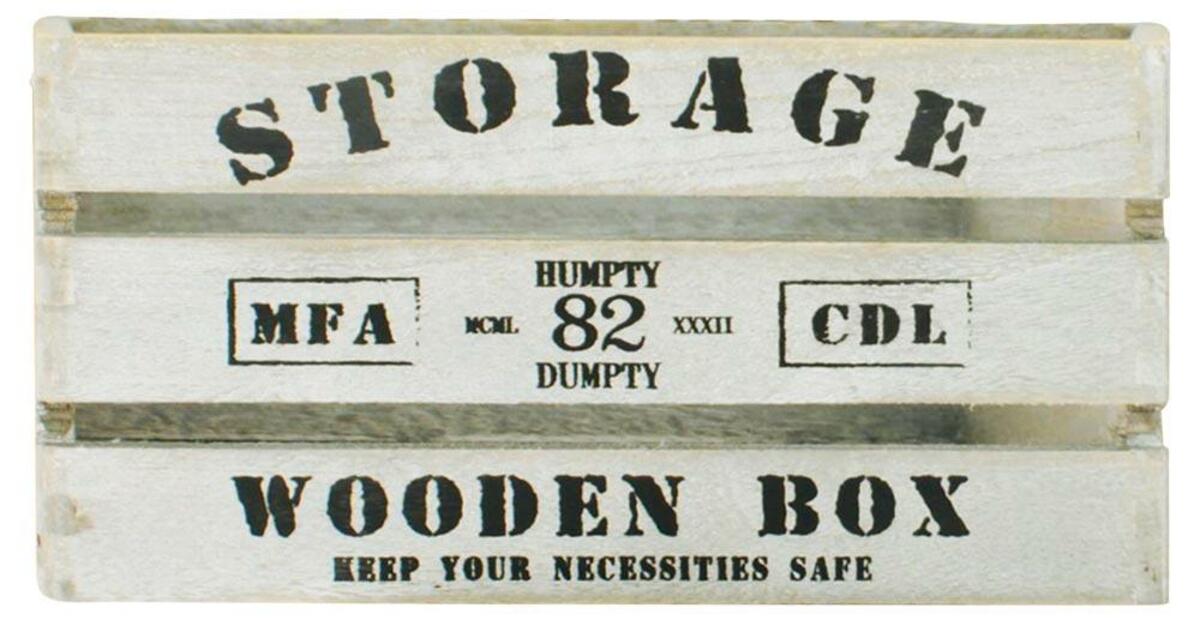 STORAGE
HUMPTY
MFA MCML 82 XXXII CDL
DUMPTY
WOODEN BOX
KEEP YOUR NECESSITIES SAFE